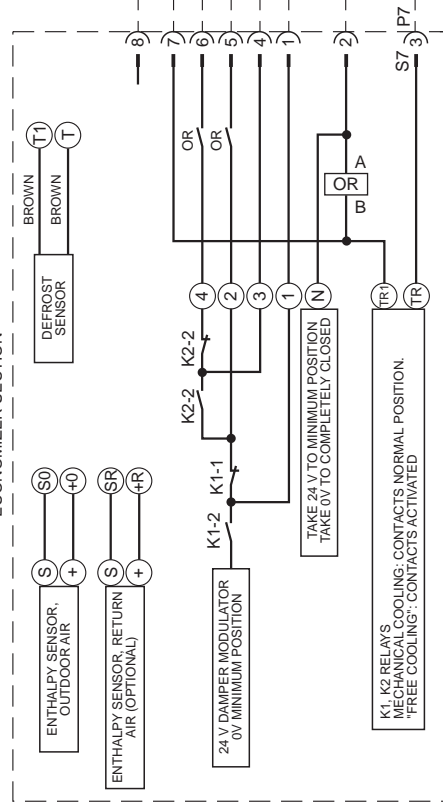 ECONOMIZER SECTION
8
7
6
5
4
1
2
3
P7
S7
DEFROST
SENSOR
BROWN
BROWN
T1
T
OR
OR
A
OR
B
ENTHALPY SENSOR,
OUTDOOR AIR
S
+
S0
+0
ENTHALPY SENSOR, RETURN
AIR (OPTIONAL)
S
+
SR
+R
K2-2
K2-2
K1-1
K1-2
4
2
3
1
N
TR1
TR
24 V DAMPER MODULATOR
0V MINIMUM POSITION
TAKE 24 V TO MINIMUM POSITION
TAKE 0V TO COMPLETELY CLOSED
K1, K2 RELAYS
MECHANICAL COOLING: CONTACTS NORMAL POSITION.
"FREE COOLING": CONTACTS ACTIVATED